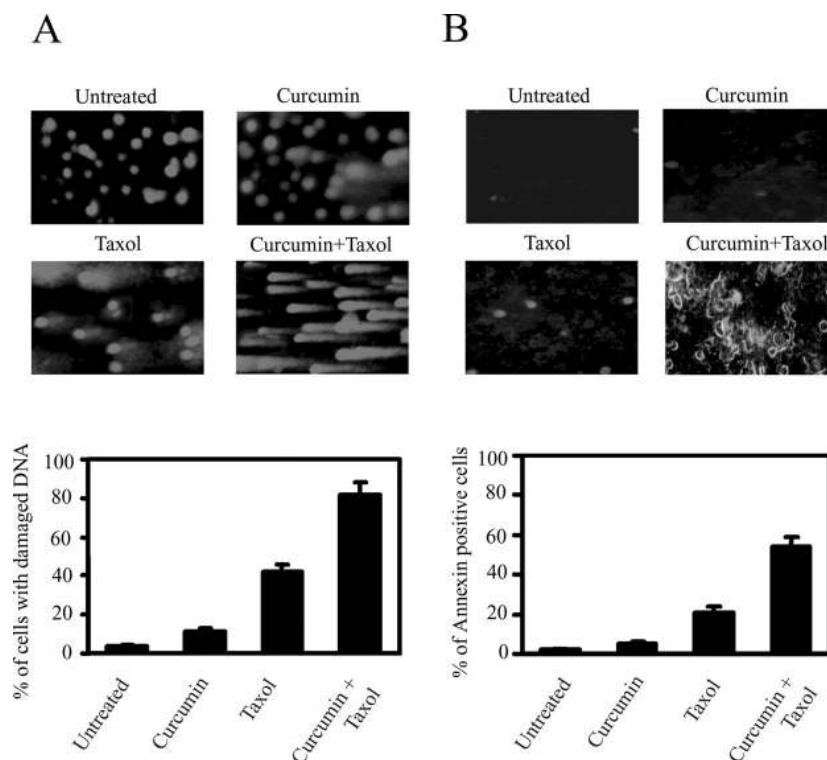 A
B
Untreated
Curcumin
Untreated
Curcumin
Taxol
Curcumin+Taxol
Taxol
Curcumin+Taxol
% of cells with damaged DNA
100
80
60
40
20
0
Untreated
Curcumin
Taxol
Curcumin +
Taxol
% of Annexin positive cells
100
80
60
40
20
0
Untreated
Curcumin
Taxol
Curcumin +
Taxol